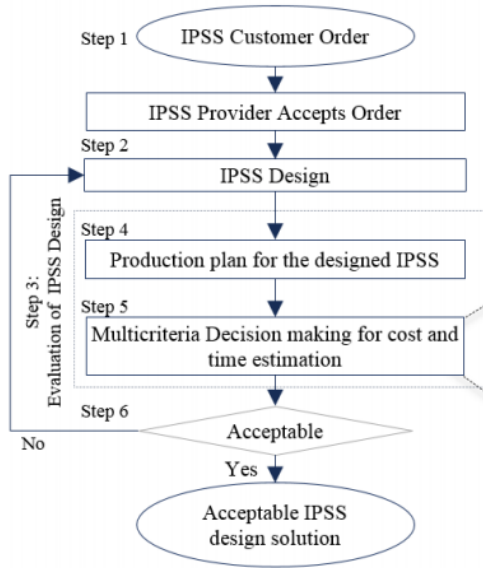 Step 1
IPSS Customer Order
IPSS Provider Accepts Order
Step 2
IPSS Design
Step 3:
Evaluation of IPSS Design
Step 4
Production plan for the designed IPSS
Step 5
Multicriteria Decision making for cost and
time estimation
Step 6
Acceptable
No
Yes
Acceptable IPSS
design solution